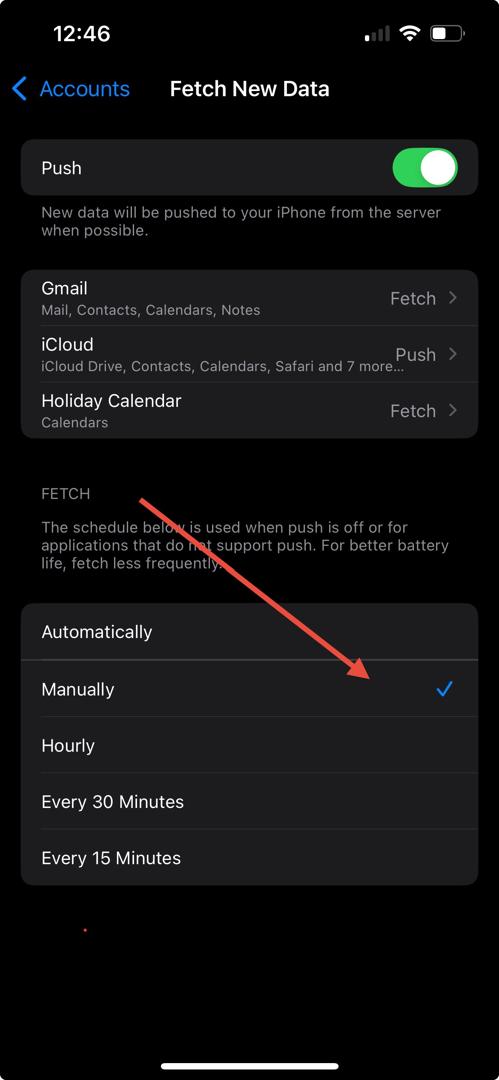 12:46
Accounts
Fetch New Data
Push
New data will be pushed to your iPhone from the server
when possible.
Gmail
Mail, Contacts, Calendars, Notes
Fetch
iCloud
iCloud Drive, Contacts, Calendars, Safari and 7 more...
Push
Holiday Calendar
Calendars
Fetch
FETCH
The schedule below is used when push is off or for
applications that do not support push. For better battery
life, fetch less frequently.
Automatically
Manually
Hourly
Every 30 Minutes
Every 15 Minutes